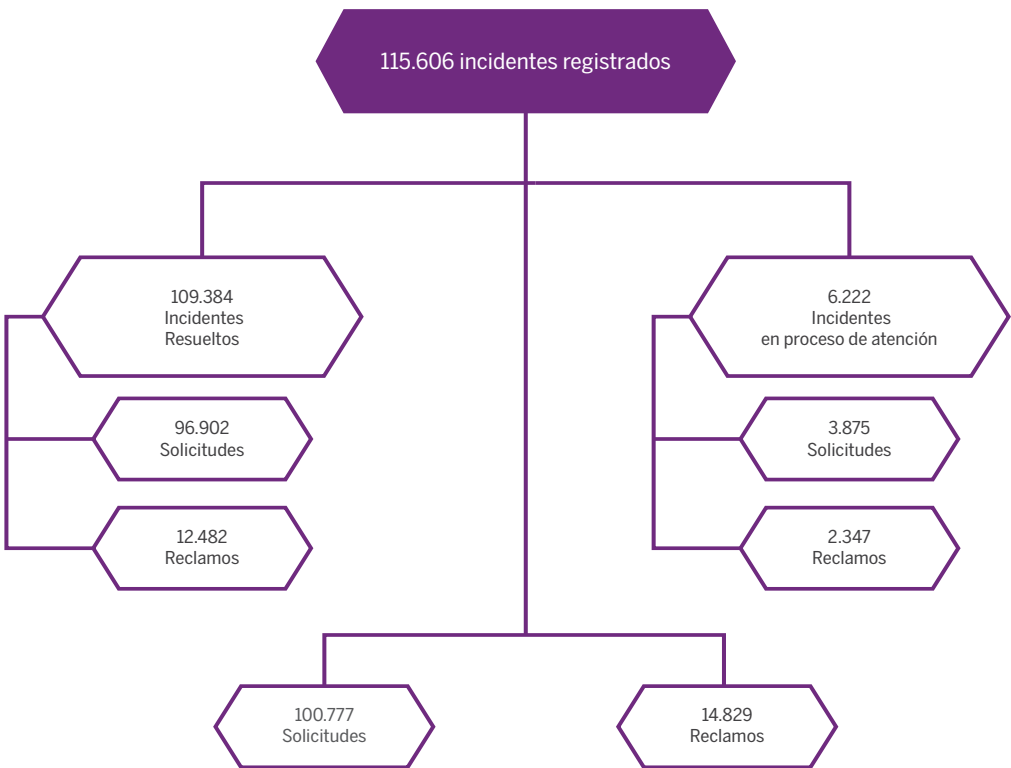 115.606 incidentes registrados
109.384
Incidentes
Resueltos
96.902
Solicitudes
12.482
Reclamos
6.222
Incidentes
en proceso de atención
3.875
Solicitudes
2.347
Reclamos
100.777
Solicitudes
14.829
Reclamos